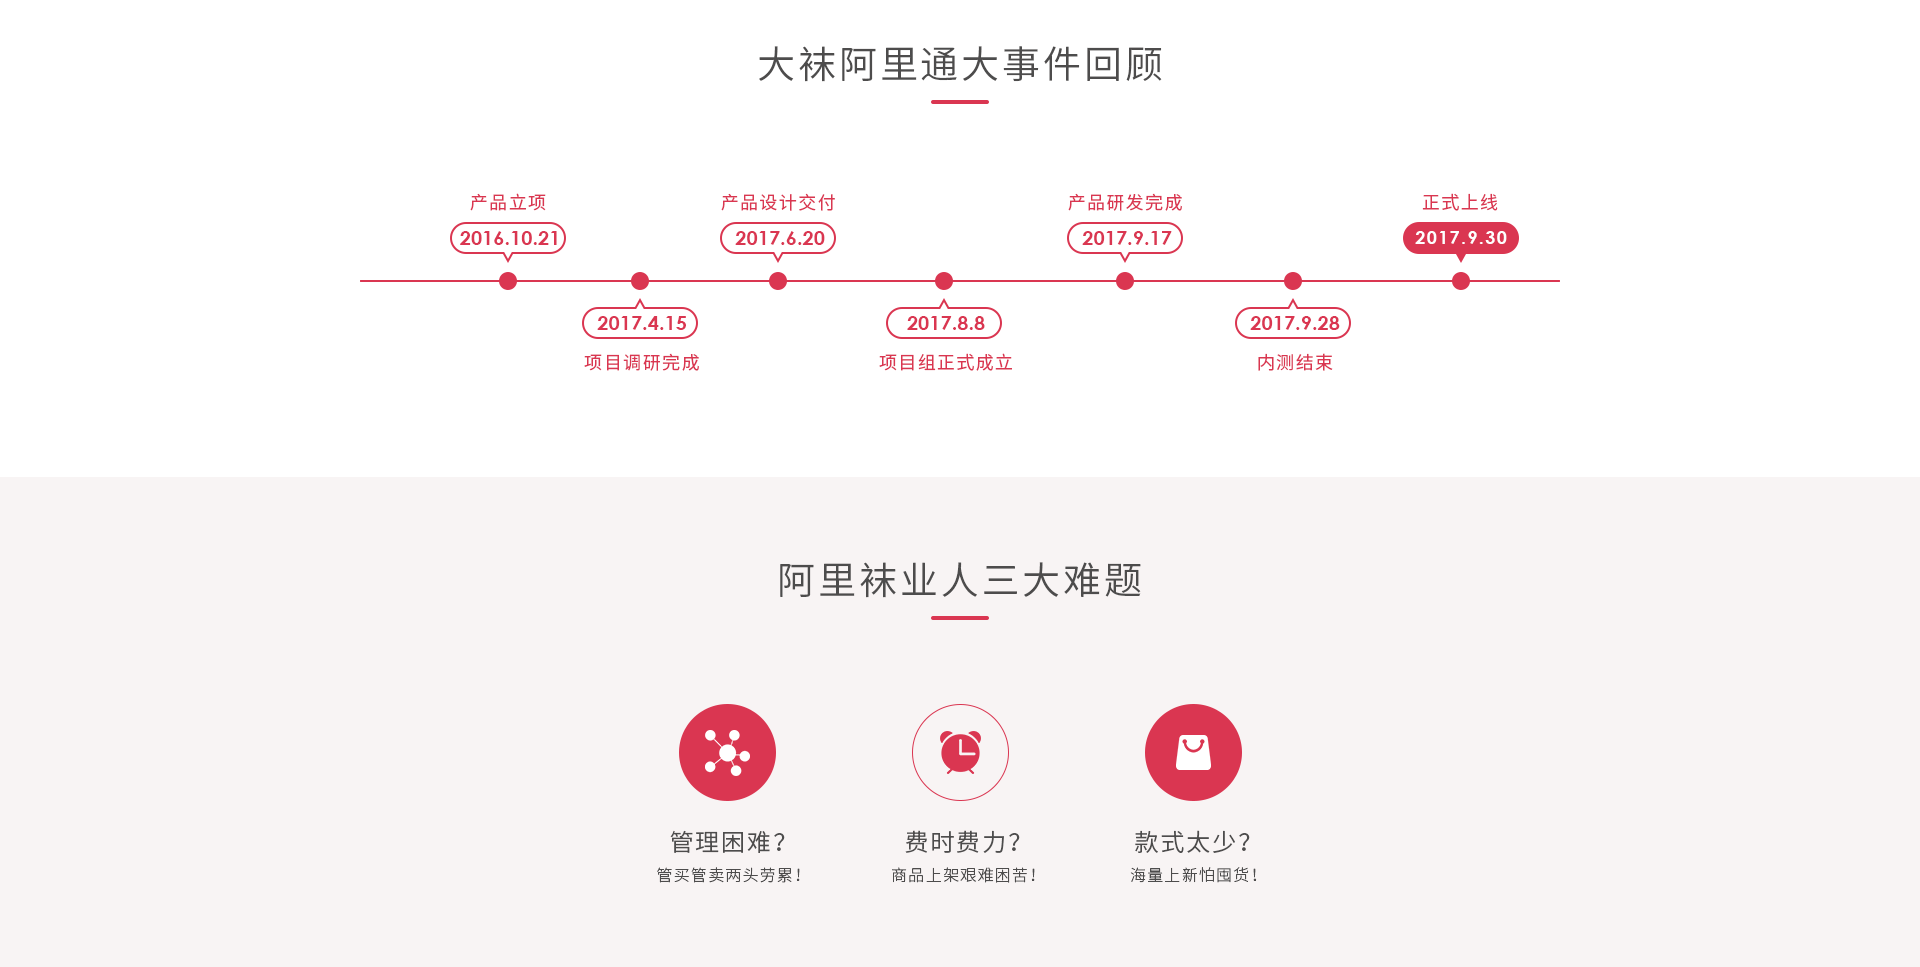 大袜阿里通大事件回顾
产品立项
2016.10.21
产品设计交付
2017.6.20
产品研发完成
2017.9.17
正式上线
2017.9.30
2017.4.15
项目调研完成
2017.8.8
项目组正式成立
2017.9.28
内测结束
阿里袜业人三大难题
管理困难?
管买管卖两头劳累!
费时费力?
商品上架艰难困苦!
款式太少?
海量上新怕囤货!